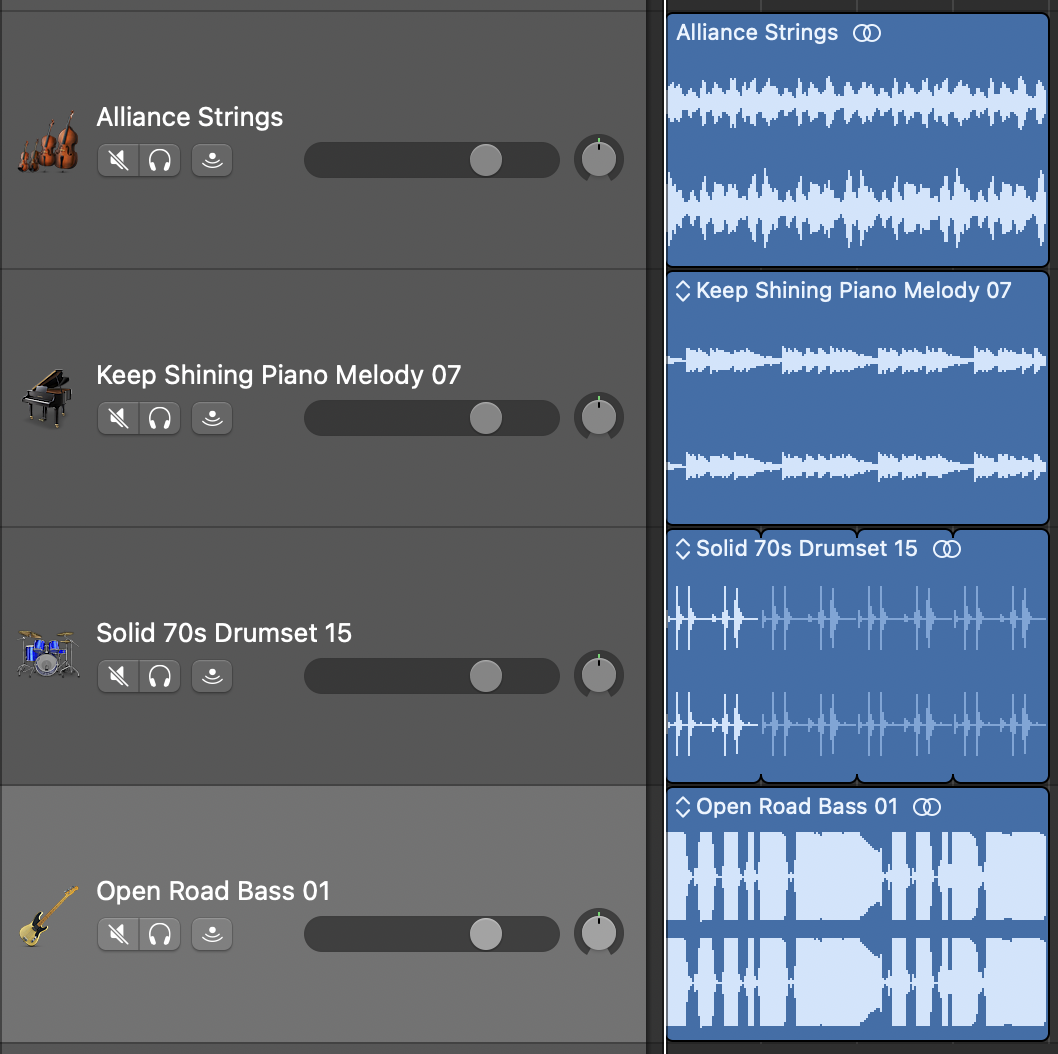 Alliance Strings
Alliance Strings
Keep Shining Piano Melody 07
Keep Shining Piano Melody 07
Solid 70s Drumset 15
Solid 70s Drumset 15
Open Road Bass 01
Open Road Bass 01